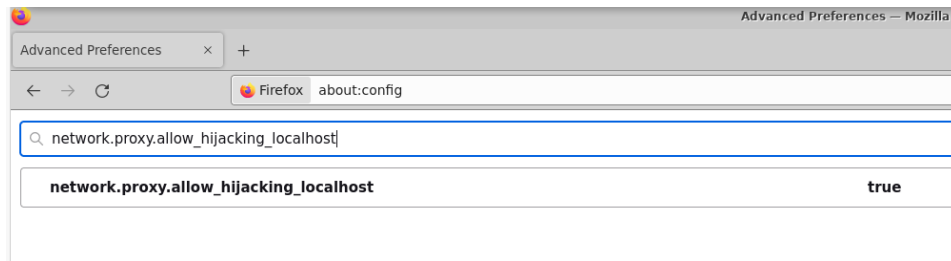 Advanced Preferences — Mozilla
Advanced Preferences
Firefox about:config
network.proxy.allow_hijacking_localhost
network.proxy.allow_hijacking_localhost true